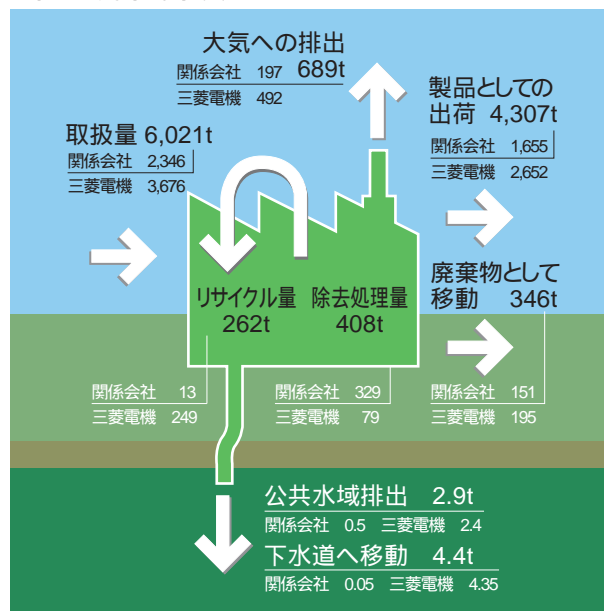 大気への排出
関係会社 197 689t
三菱電機 492
製品としての
出荷 4,307t
関係会社 1,655
三菱電機 2,652
取扱量 6,021t
関係会社 2,346
三菱電機 3,676
リサイクル量
262t
除去処理量
408t
廃棄物として
移動 346t
関係会社 13
三菱電機 249
関係会社 329
三菱電機 79
関係会社 151
三菱電機 195
公共水域排出 2.9t
関係会社 0.5 三菱電機 2.4
下水道へ移動 4.4t
関係会社 0.05 三菱電機 4.35